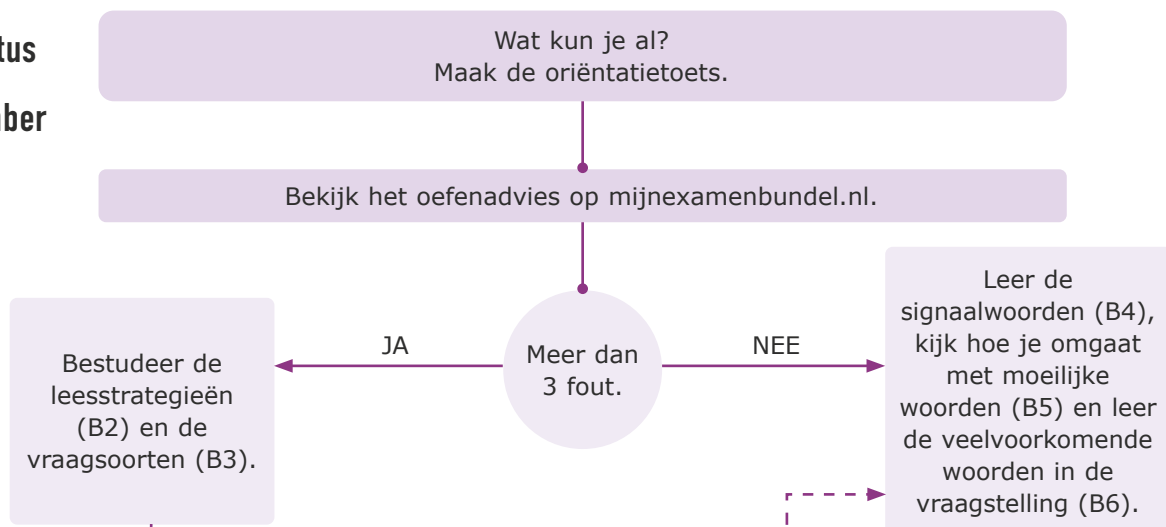 Wat kun je al?
Maak de oriëntatietoets.
Bekijk het oefenadvies op mijnexamenbundel.nl.
JA
Meer dan
3 fout.
NEE
Bestudeer de
leesstrategieën
(B2) en de
vraagsoorten (B3).
Leer de
signaalwoorden (B4),
kijk hoe je omgaat
met moeilijke
woorden (B5) en leer
de veelvoorkomende
woorden in de
vraagstelling (B6).